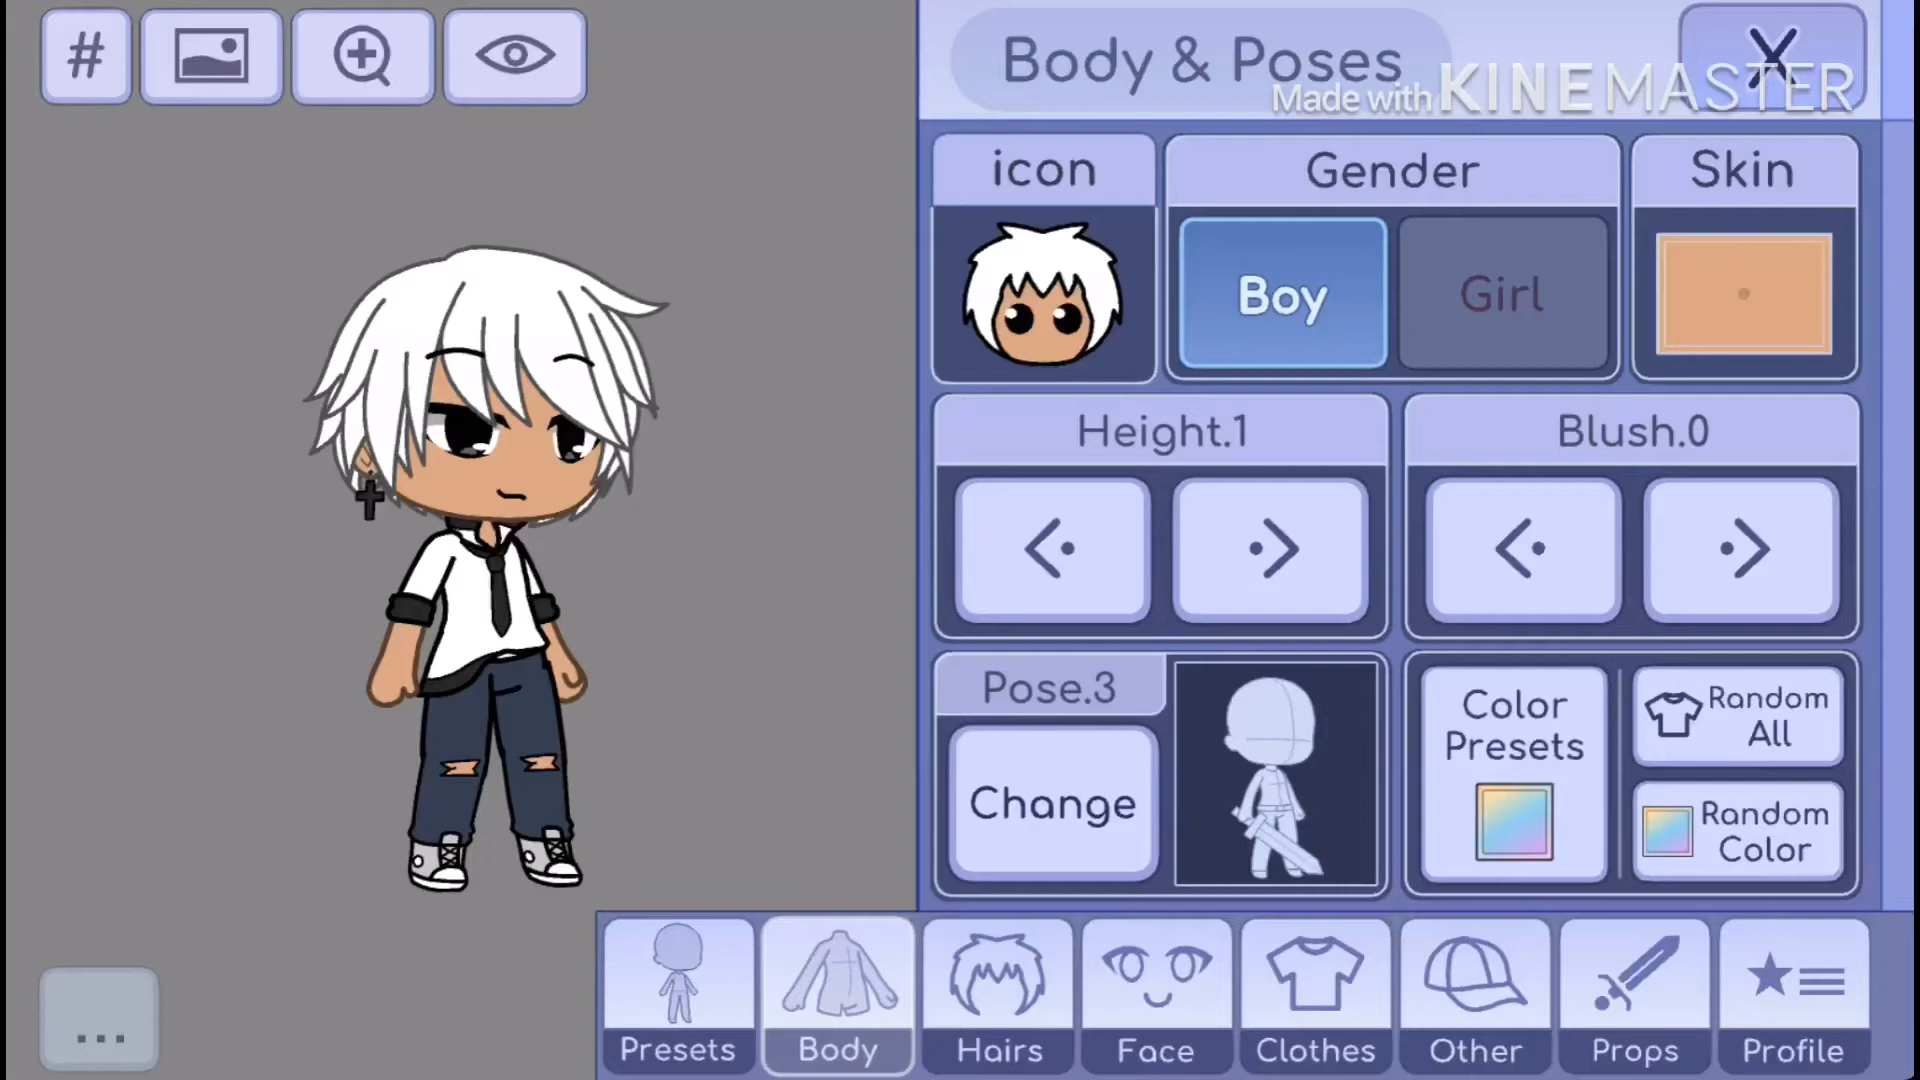 #
Body & Poses
X
Made with KINEMASTER
icon
Gender
Skin
Boy
Girl
Height.1
Blush.0
Pose.3
Change
Color
Presets
Random
All
Random
Color
...
Presets
Body
Hairs
Face
Clothes
Other
Props
Profile